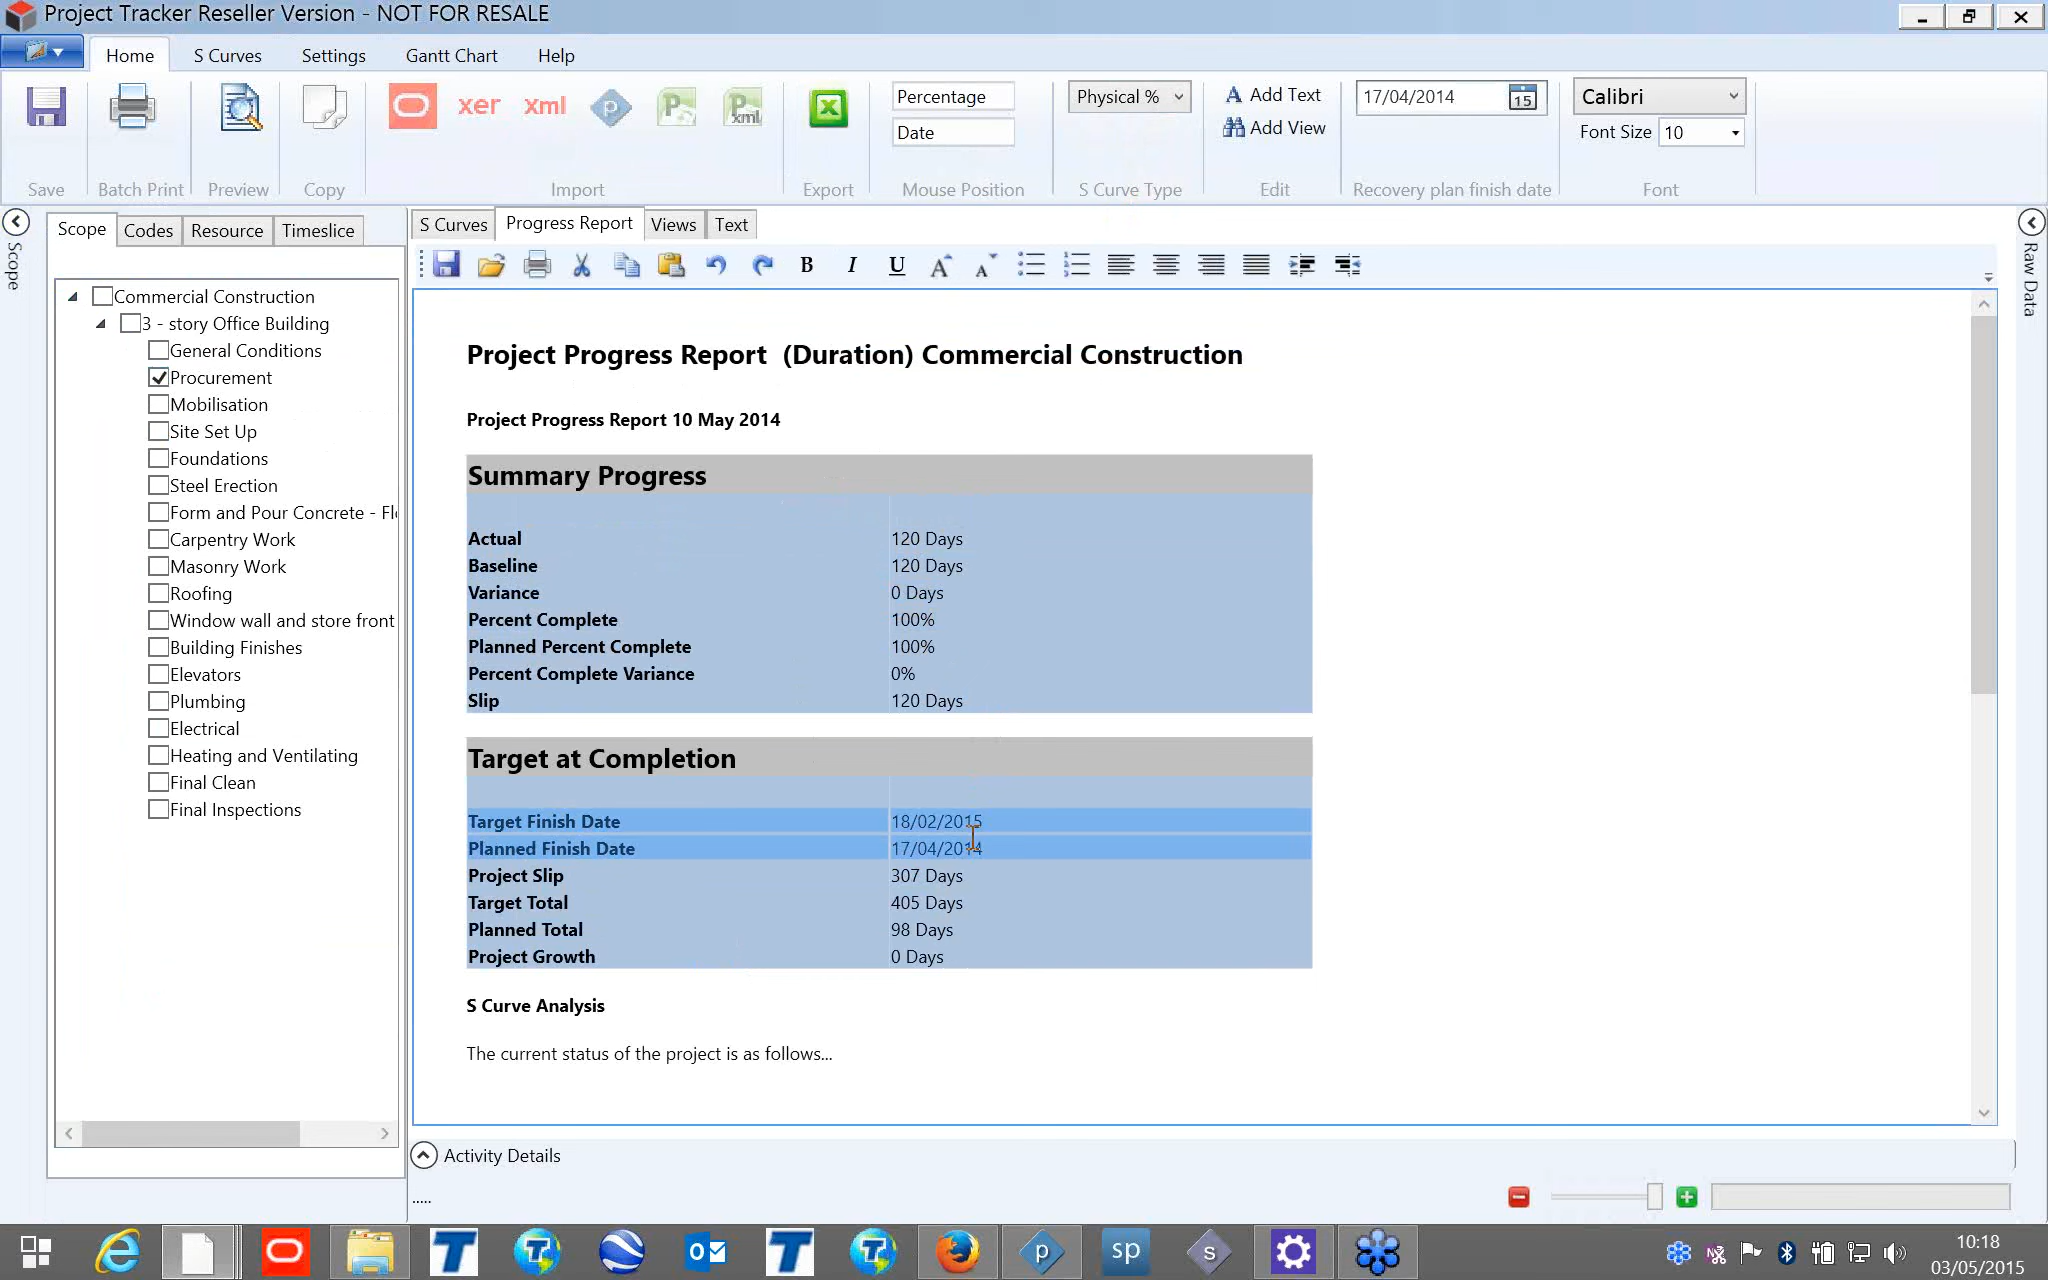 Project Tracker Reseller Version - NOT FOR RESALE
Home
S Curves
Settings
Gantt Chart
Help
xer
xml
P
xml
Percentage
Date
Physical %
Add Text
Add View
17/04/2014
15
Calibri
Font Size 10
Save
Batch Print
Preview
Copy
Import
Export
Mouse Position
S Curve Type
Edit
Recovery plan finish date
Font
Scope
Scope
Codes
Resource
Timeslice
S Curves
Progress Report
Views
Text
Raw Data
B I U A A
Commercial Construction
3 - story Office Building
General Conditions
Procurement
Mobilisation
Site Set Up
Foundations
Steel Erection
Form and Pour Concrete -
Carpentry Work
Masonry Work
Roofing
Window wall and store front
Building Finishes
Elevators
Plumbing
Electrical
Heating and Ventilating
Final Clean
Final Inspections
Project Progress Report (Duration) Commercial Construction
Project Progress Report 10 May 2014
Summary Progress
Actual 120 Days
Baseline 120 Days
Variance 0 Days
Percent Complete 100%
Planned Percent Complete 100%
Percent Complete Variance 0%
Slip 120 Days
Target at Completion
Target Finish Date 18/02/2015
Planned Finish Date 17/04/2014
Project Slip 307 Days
Target Total 405 Days
Planned Total 98 Days
Project Growth 0 Days
S Curve Analysis
The current status of the project is as follows...
Activity Details
.....
p
sp
s
10:18
03/05/2015